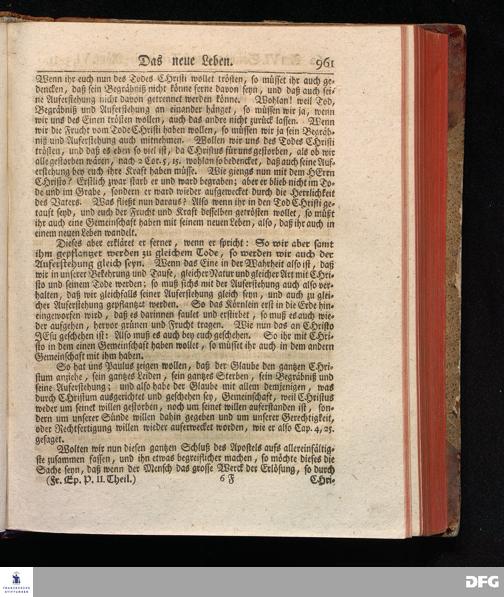 Das neue Leben. 961
Wenn ihr euch nun des Todes CHristi wollet trösten, so müsset ihr auch ge-
dencken, daß sein Begräbniß nicht könne ferne davon seyn, und daß auch sei-
ne Auferstehung nicht davon getrennet werden könne. Wohlan! weil Tod,
Begräbniß und Auferstehung an einander hänget, so müssen wir ja, wenn
wir uns des Einen trösten wollen, auch das andre nicht zurück lassen. Wenn
wir die Frucht vom Tode CHristi haben wollen, so müssen wir ja sein Begräb-
niß und Auferstehung auch mitnehmen. Wollen wir uns des Todes CHristi
trösten, und daß es eben so viel ist, da CHristus für uns gestorben, als ob wir
alle gestorben wären, nach 2 Cor. 5, 15. wohlan so bedencket, daß auch seine Auf-
erstehung bey euch ihre Kraft haben müsse. Wie gieng uns mit dem HErrn
CHristo? Erstlich zwar starb er und ward begraben; aber er blieb nicht im To-
de und im Grabe, sondern er ward wieder auferwecket durch die Herrlichkeit
des Vaters. Was fließt nun daraus? Also wenn ihr in den Tod CHristi ge-
tauft seyd, und euch der Frucht und Kraft desselben getrösten wollet, so müßt
ihr auch eine Gemeinschaft haben mit seinem neuen Leben, also, daß ihr auch in
einem neuen Leben wandelt.
Dieses aber erkläret er ferner, wenn er spricht: So wir aber samt
ihm gepflantzet werden zu gleichem Tode, so werden wir auch der
Auferstehung gleich seyn. Wenn das Eine in der Wahrheit also ist, daß
wir in unserer Bekehrung und Taufe, gleicher Natur und gleicher Art mit CHri-
sto und seinem Tode werden: so muß sichs mit der Auferstehung auch also ver-
halten, daß wir gleichfalls seiner Auferstehung gleich seyn, und auch zu glei-
cher Auferstehung gepflantzet werden. So das Körnlein erst in die Erde hin-
eingeworfen wird, daß es darinnen faulet und erstirbet, so muß es auch wie-
der aufgehen, hervor grünen und Frucht tragen. Wie nun das an CHristo
JEsu geschehen ist: Also muß es auch bey euch geschehen. So ihr mit CHri-
sto in dem einen Gemeinschaft haben wollet, so müsset ihr auch in dem andern
Gemeinschaft mit ihm haben.
So hat uns Paulus zeigen wollen, daß der Glaube den gantzen CHri-
stum anziehe, sein gantzes Leiden, sein gantzes Sterben, sein Begräbniß und
seine Auferstehung; und also habe der Glaube mit allem demjenigen, was
durch CHristum ausgerichtet und geschehen sey, Gemeinschaft, weil CHristus
weder um seinet willen gestorben, noch um seinet willen auferstanden ist, son-
dern um unserer Sünde willen dahin gegeben und um unserer Gerechtigkeit,
oder Rechtfertigung willen wieder auferwecket worden, wie er also Cap. 4, 25.
gesaget.
Wolten wir nun diesen gantzen Schluß des Apostels aufs allereinfältig-
ste zusammen fassen, und ihn etwas begreiflicher machen, so möchte dieses die
Sache seyn, daß wenn der Mensch das grosse Werck der Erlösung, so durch
(Fr. Ep. P. II. Theil.) 6 F CHri-
FRANCKESCHE
STIFTUNGEN
DFG